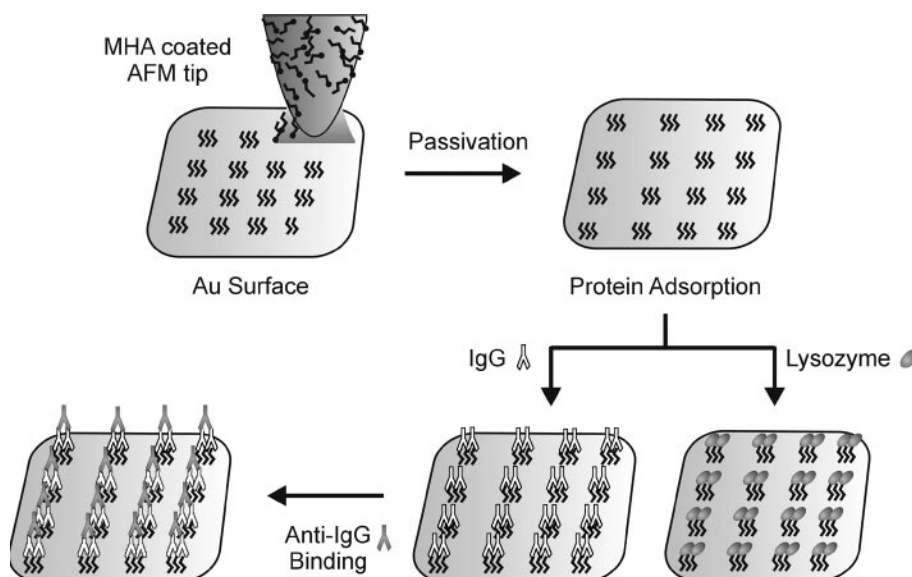 MHA coated
AFM tip
Passivation
Au Surface
Protein Adsorption
IgG
Lysozyme
Anti-IgG
Binding